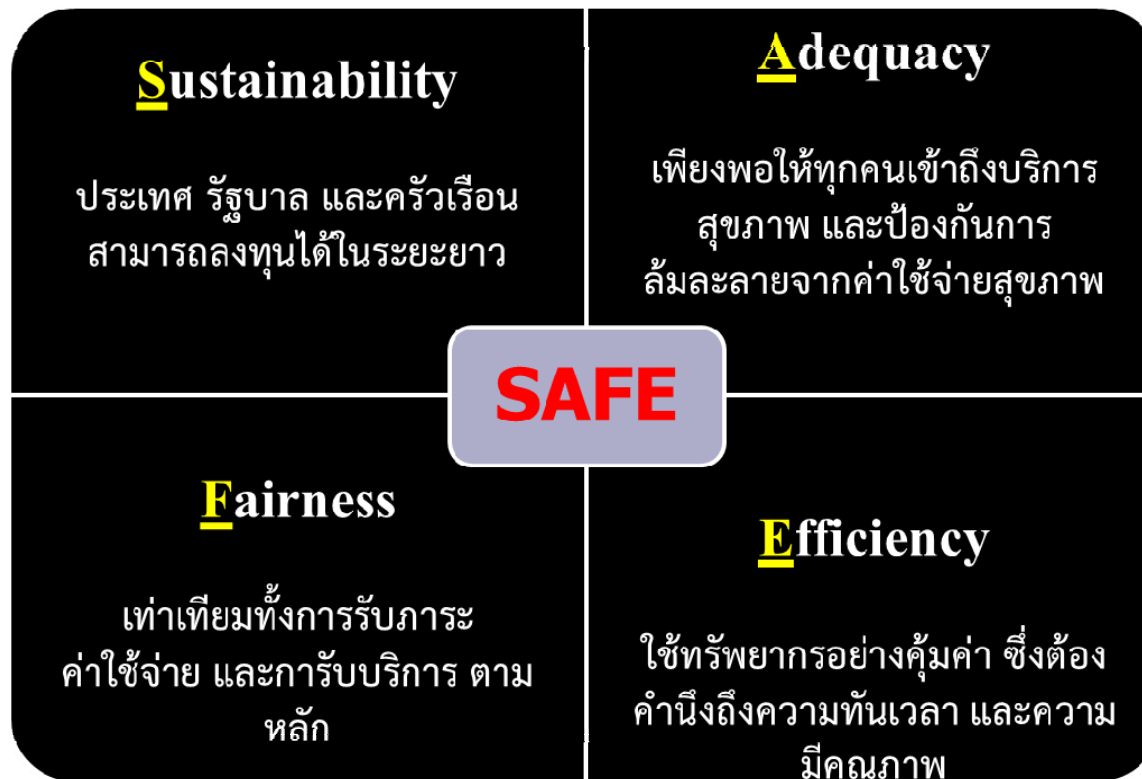 Sustainability
ประเทศ รัฐบาล และครัวเรือน
สามารถลงทุนได้ในระยะยาว
Adequacy
เพียงพอให้ทุกคนเข้าถึงบริการ
สุขภาพ และป้องกันการ
ล้มละลายจากค่าใช้จ่ายสุขภาพ
SAFE
Fairness
เท่าเทียมทั้งการรับภาระ
ค่าใช้จ่าย และการับบริการ ตาม
หลัก
Efficiency
ใช้ทรัพยากรอย่างคุ้มค่า ซึ่งต้อง
คำนึงถึงความทันเวลา และความ
มีคุณภาพ